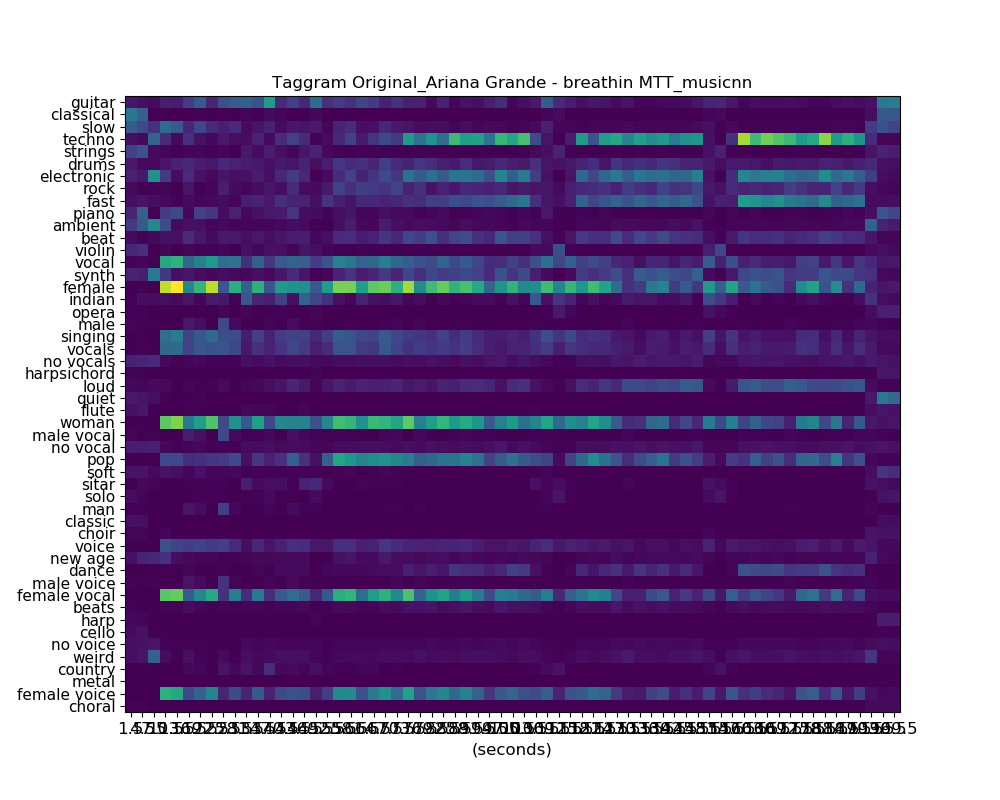 Taggram Original_Ariana Grande - breathin MTT_musicnn
guitar
classical
slow
techno
strings
drums
electronic
rock
fast
piano
ambient
beat
violin
vocal
synth
female
indian
opera
male
singing
vocals
no vocals
harpsichord
loud
quiet
flute
woman
male vocal
no vocal
pop
soft
sitar
solo
man
classic
choir
voice
new age
dance
male voice
female vocal
beats
harp
cello
no voice
weird
country
metal
female voice
choral
(seconds)